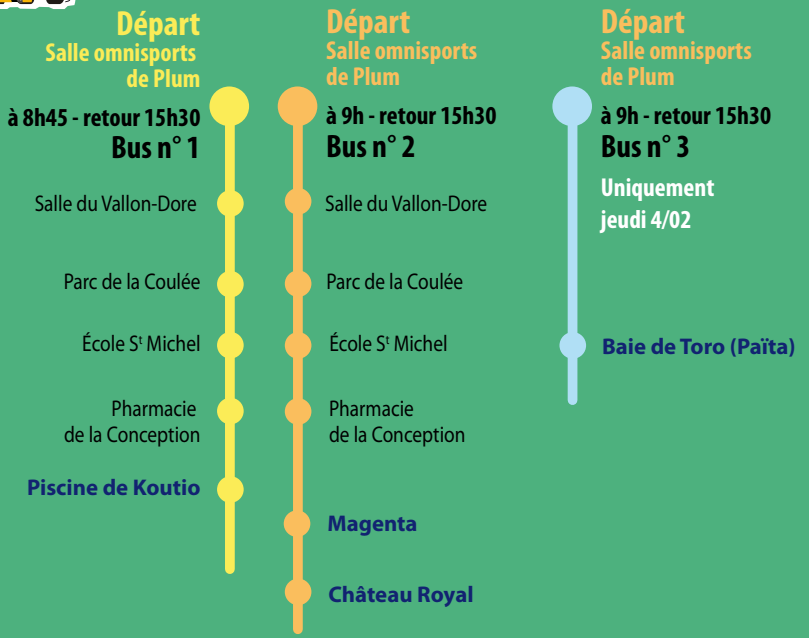 Départ
Salle omnisports
de Plum
à 8h45 - retour 15h30
Bus n° 1
Salle du Vallon-Dore
Parc de la Coulée
École St Michel
Pharmacie
de la Conception
Piscine de Koutio
Départ
Salle omnisports
de Plum
à 9h - retour 15h30
Bus n° 2
Salle du Vallon-Dore
Parc de la Coulée
École St Michel
Pharmacie
de la Conception
Magenta
Château Royal
Départ
Salle omnisports
de Plum
à 9h - retour 15h30
Bus n° 3
Uniquement
jeudi 4/02
Baie de Toro (Païta)